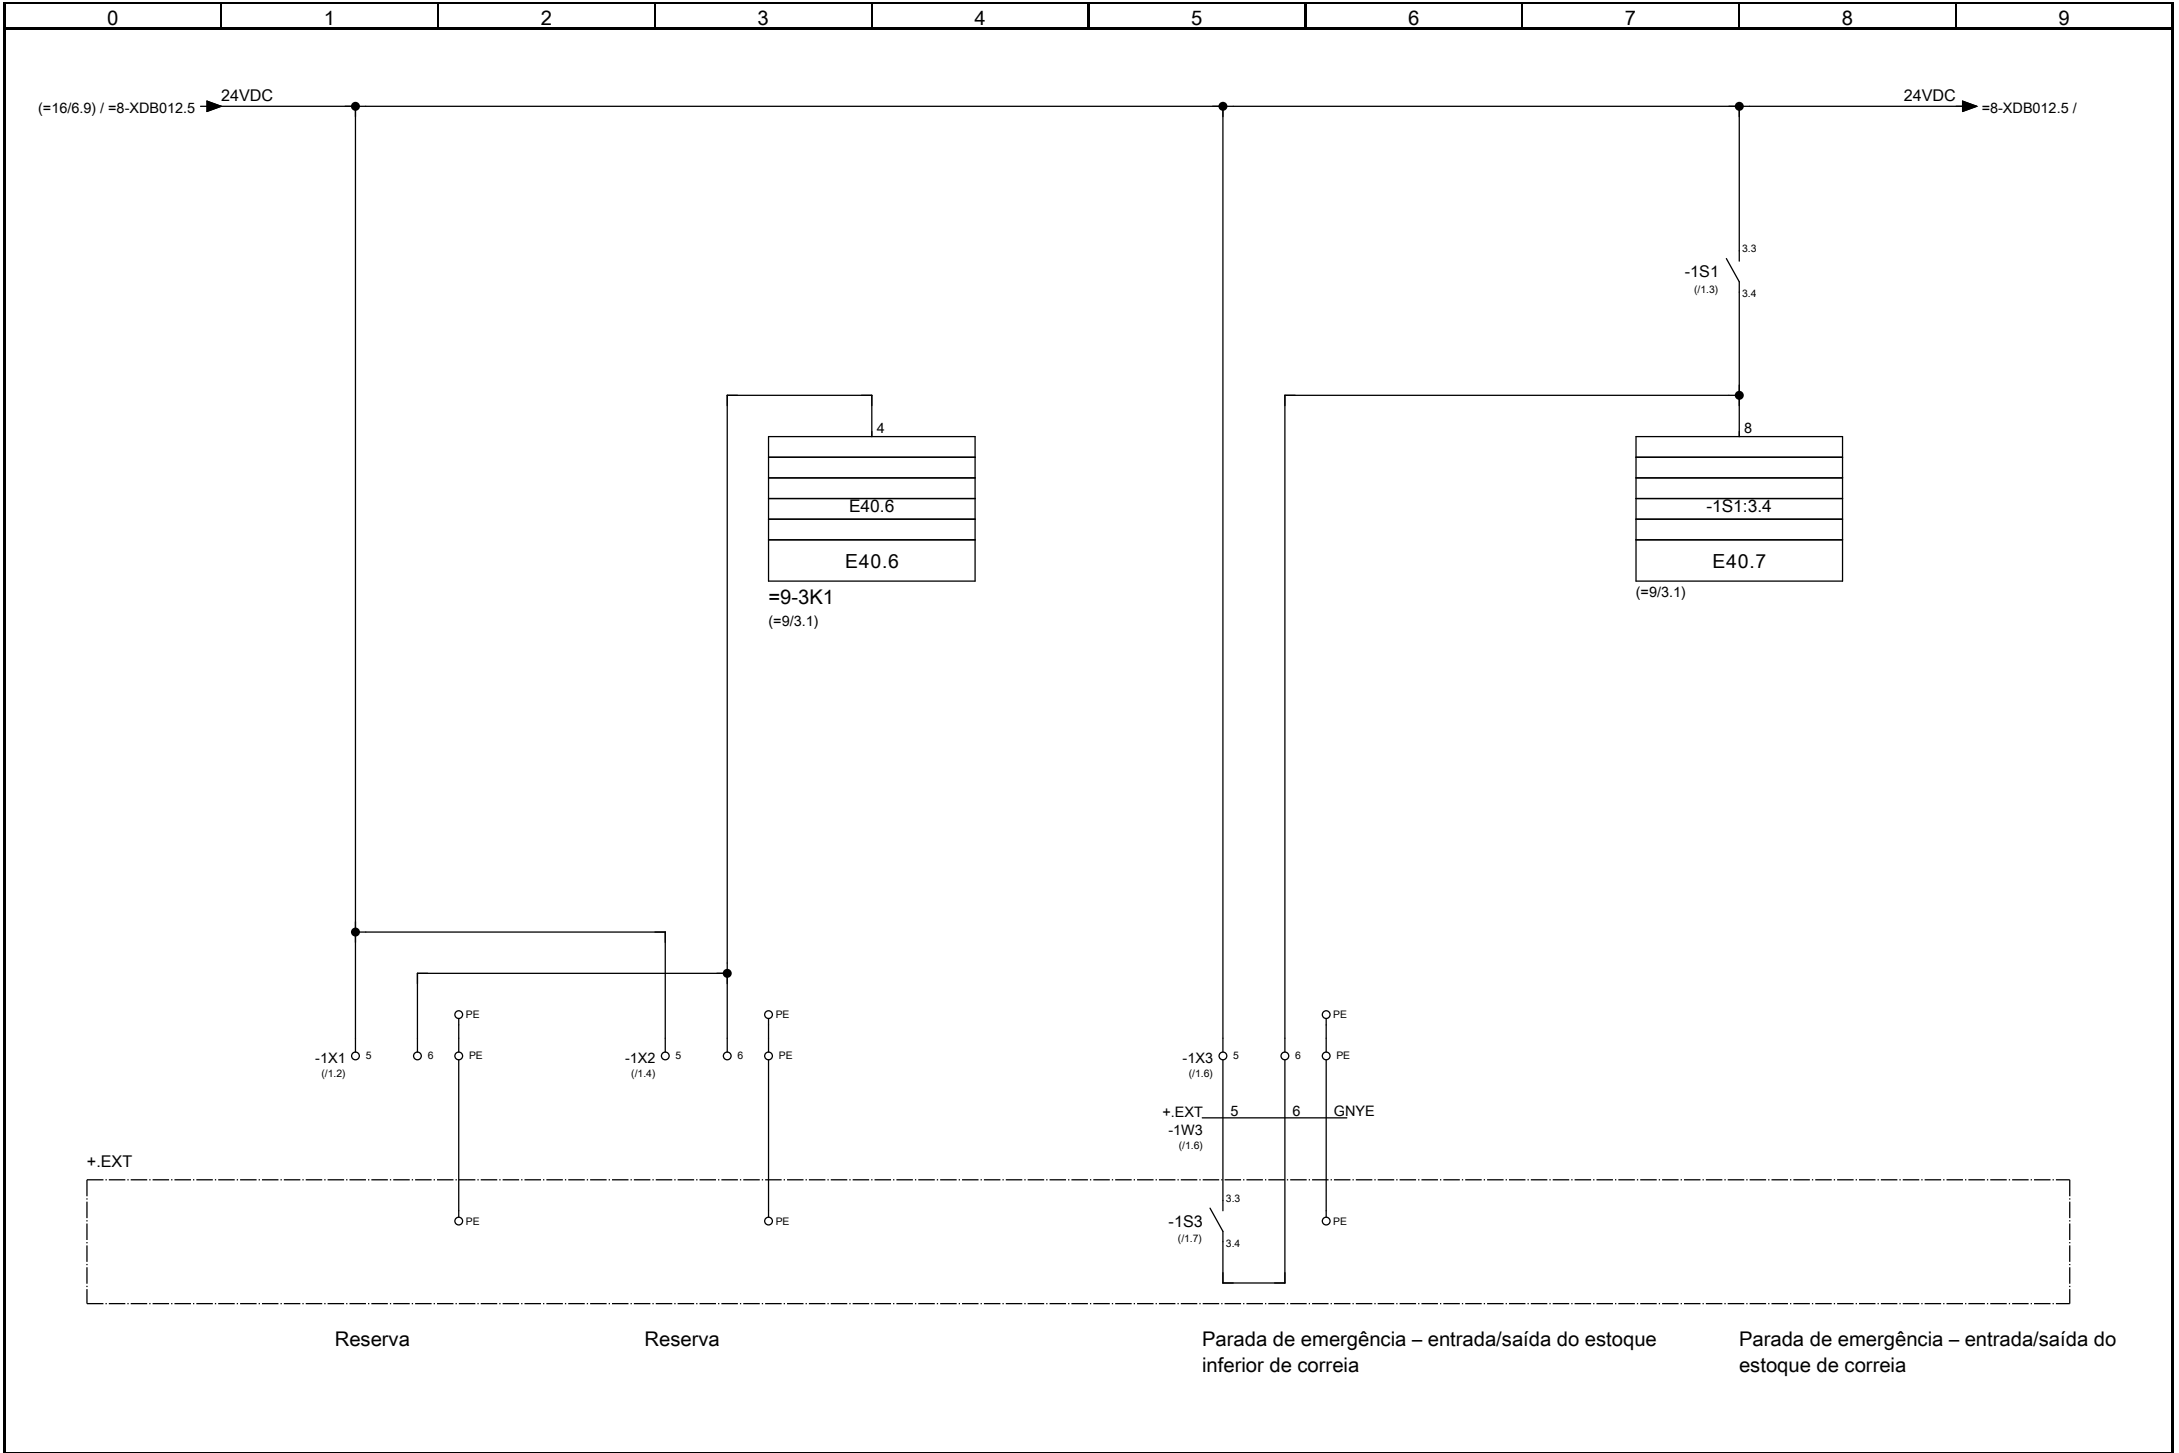 0 1 2 3 4 5 6 7 8 9
24VDC 24VDC
(=16/6.9) / =8-XDB012.5 =8-XDB012.5 /
3.3
-1S1
(/1.3)
3.4
4 8
E40.6 -1S1:3.4
E40.6 E40.7
=9-3K1 (=9/3.1)
(=9/3.1)
PE PE PE
-1X1 5 6 PE -1X2 5 6 PE -1X3 5 6 PE
(/1.2) (/1.4) (/1.6)
+.EXT 5 6 GNYE
-1W3
(/1.6)
+.EXT
3.3
PE PE -1S3 PE
(/1.7)
3.4
Reserva Reserva
Parada de emergência – entrada/saída do estoque
inferior de correia
Parada de emergência – entrada/saída do
estoque de correia